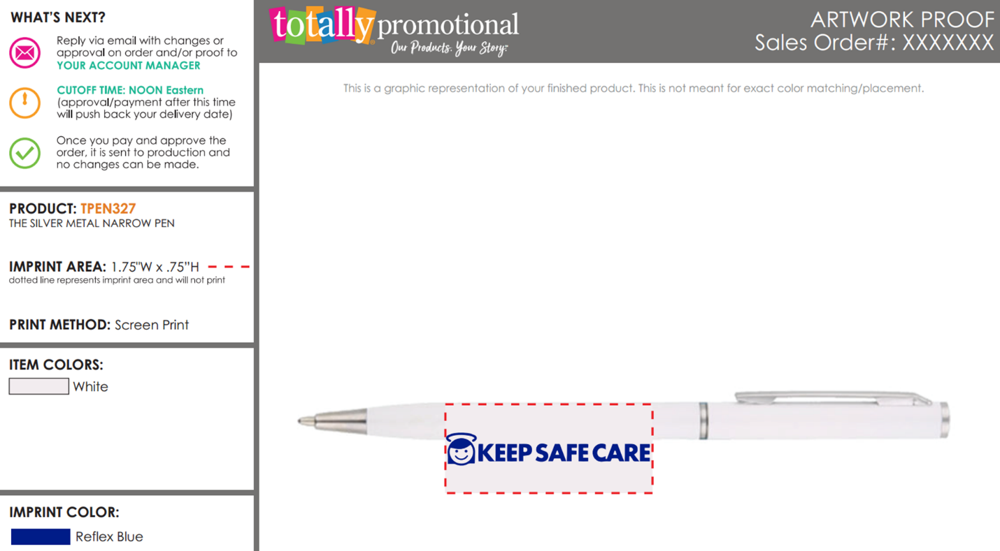 WHAT'S NEXT?
Reply via email with changes or
approval on order and/or proof to
YOUR ACCOUNT MANAGER
CUTOFF TIME: NOON Eastern
(approval/payment after this time
will push back your delivery date)
Once you pay and approve the
order, it is sent to production and
no changes can be made.
PRODUCT: TPEN327
THE SILVER METAL NARROW PEN
IMPRINT AREA: 1.75"W x .75”H
dotted line represents imprint area and will not print
PRINT METHOD: Screen Print
ITEM COLORS:
White
IMPRINT COLOR:
Reflex Blue
totally promotional
Our Products. Your Story.
ARTWORK PROOF
Sales Order#: XXXXXXX
This is a graphic representation of your finished product. This is not meant for exact color matching/placement.
KEEP SAFE CARE